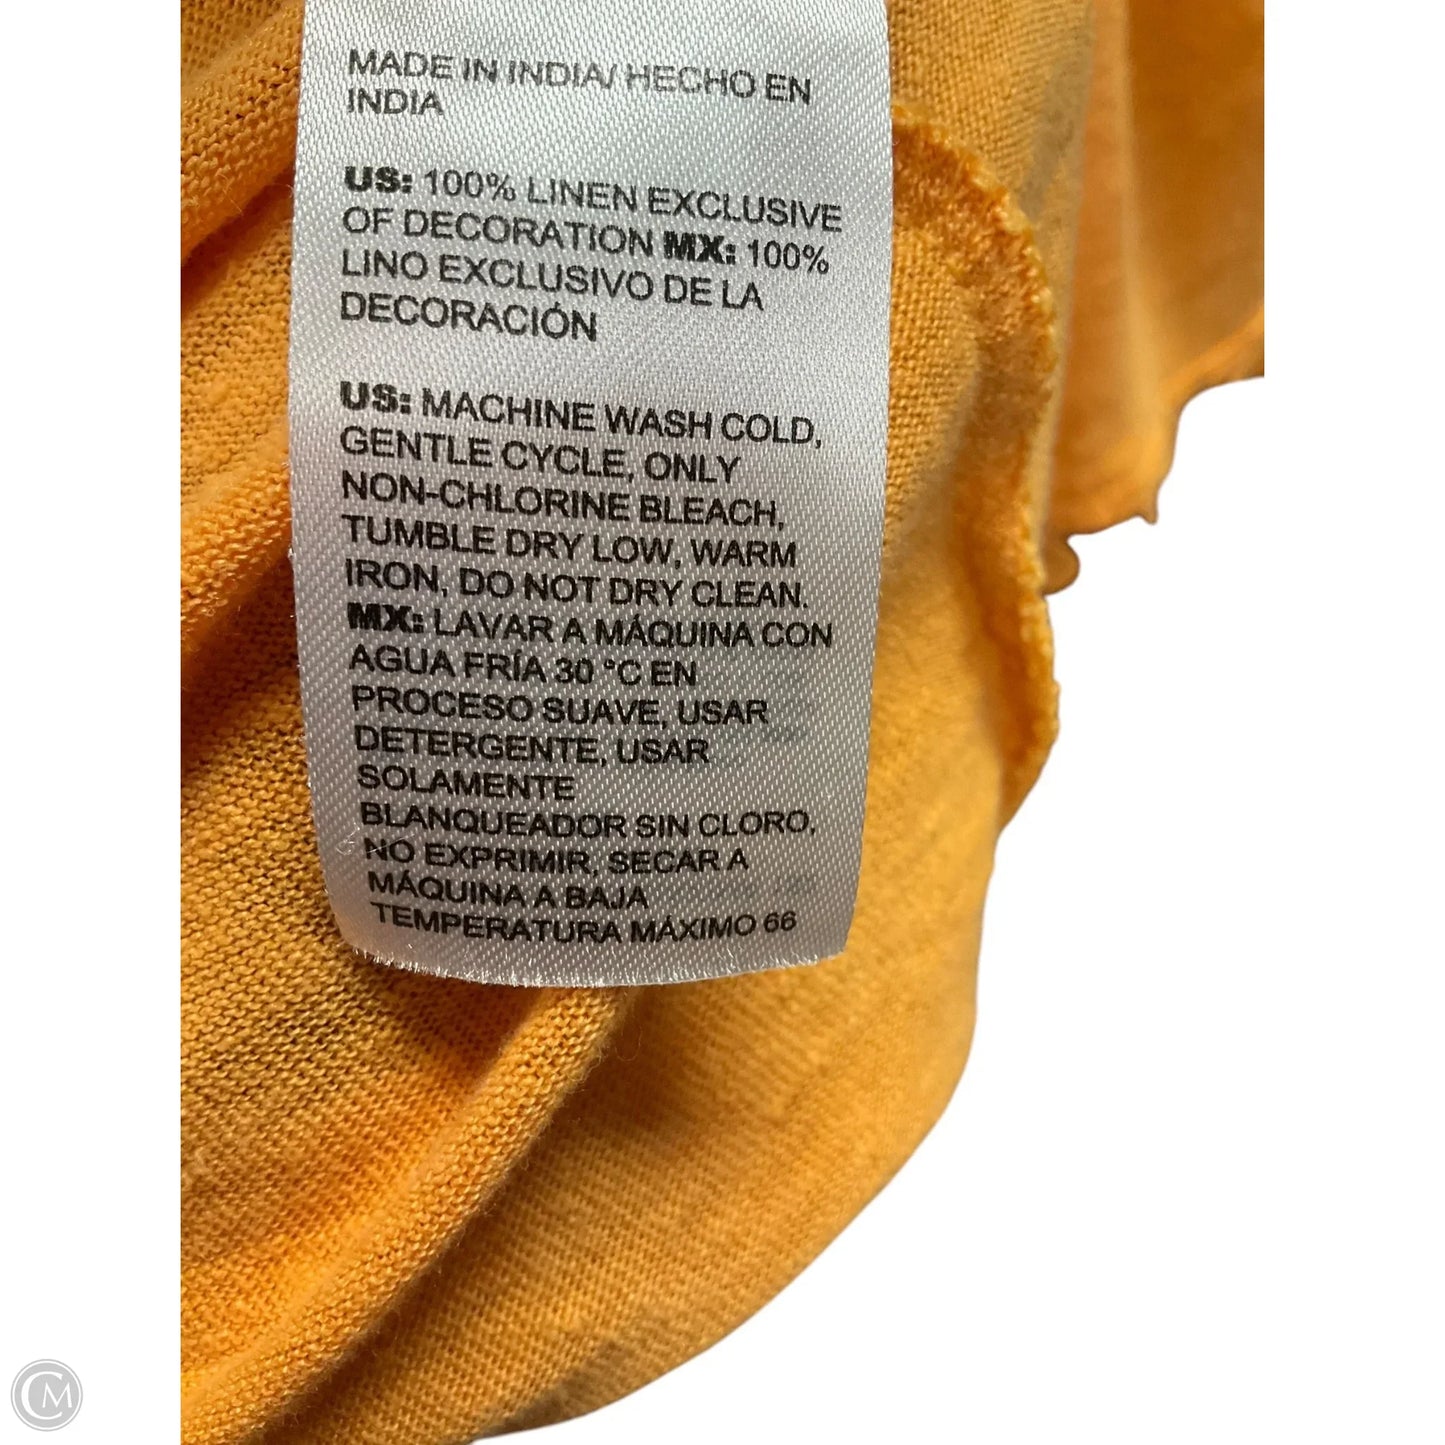 MADE IN INDIA/ HECHO EN
INDIA
US: 100% LINEN EXCLUSIVE
OF DECORATION MX: 100%
LINO EXCLUSIVO DE LA
DECORACIÓN
US: MACHINE WASH COLD,
GENTLE CYCLE, ONLY
NON-CHLORINE BLEACH,
TUMBLE DRY LOW, WARM
IRON, DO NOT DRY CLEAN.
MX: LAVAR A MÁQUINA CON
AGUA FRÍA 30 °C EN
PROCESO SUAVE, USAR
DETERGENTE, USAR
SOLAMENTE
BLANQUEADOR SIN CLORO,
NO EXPRIMIR, SECAR A
MÁQUINA A BAJA
TEMPERATURA MÁXIMO 66
CM